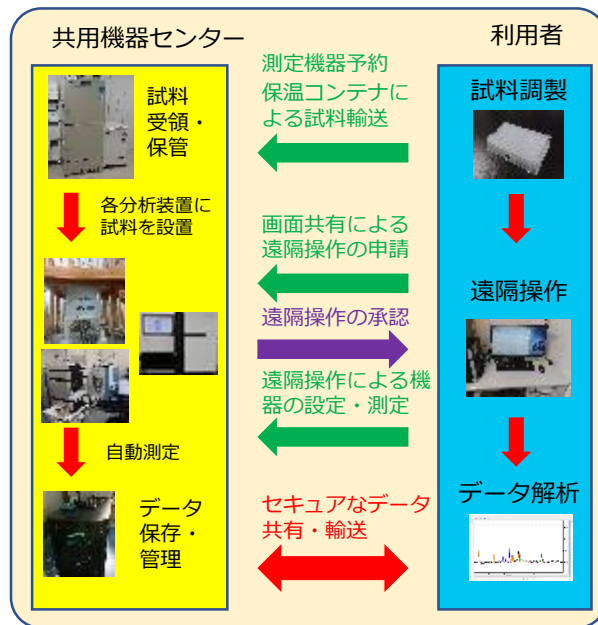 共用機器センター
利用者
測定機器予約
保温コンテナに
よる試料輸送
試料
受領・
保管
試料調製
各分析装置に
試料を設置
画面共有による
遠隔操作の申請
遠隔操作の承認
遠隔操作
遠隔操作による機
器の設定・測定
自動測定
データ
保存・
管理
セキュアなデータ
共有・輸送
データ解析